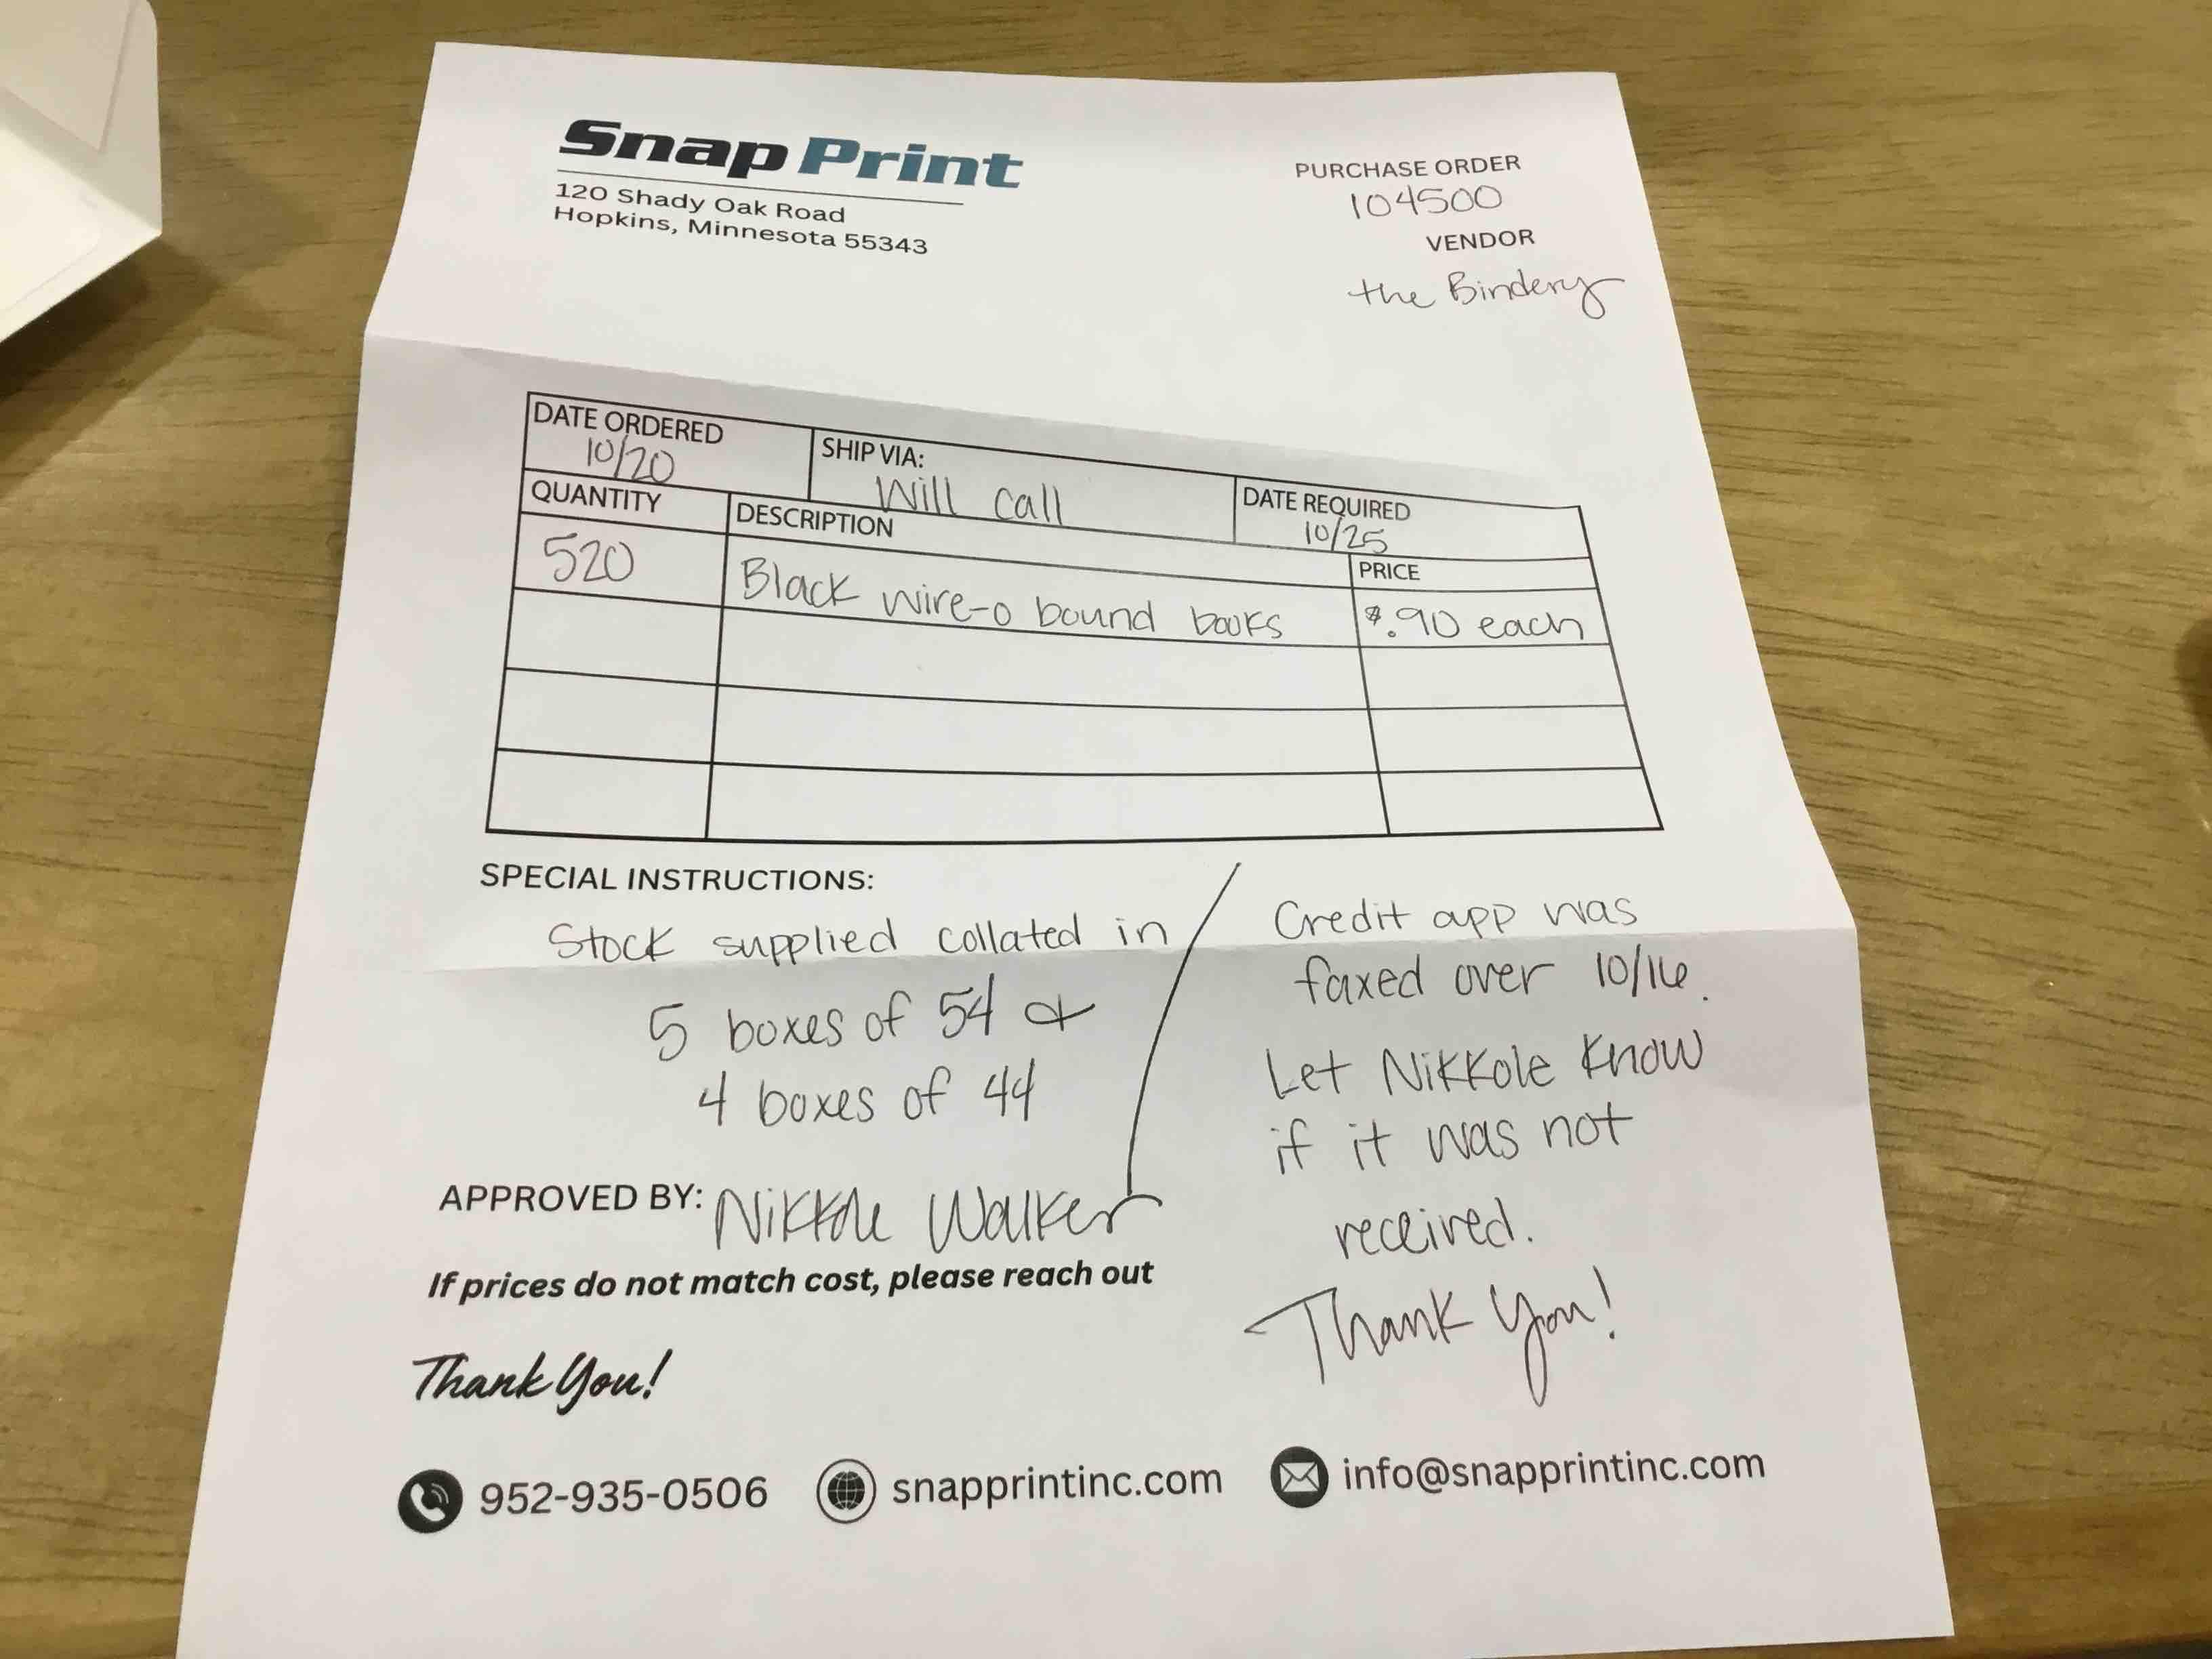 Snap Print
120 Shady Oak Road
Hopkins, Minnesota 55343
PURCHASE ORDER
104500
VENDOR
the Bindery
DATE ORDERED
10/20
SHIP VIA:
Will call
DATE REQUIRED
10/25
QUANTITY
DESCRIPTION
PRICE
520
Black wire-o bound books
$.90 each
SPECIAL INSTRUCTIONS:
Stock supplied collated in
5 boxes of 54 &
4 boxes of 44
Credit app was
faxed over 10/16.
Let Nikkole know
if it was not
received.
Thank you!
APPROVED BY: Nikkole Walker
If prices do not match cost, please reach out
Thank You!
952-935-0506
snapprintinc.com
info@snapprintinc.com